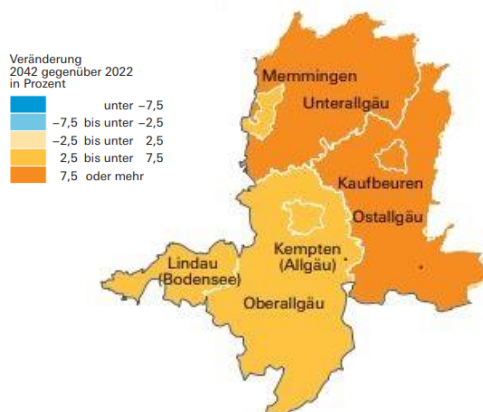 Veränderung
2042 gegenüber 2022
in Prozent
unter −7,5
−7,5 bis unter −2,5
−2,5 bis unter 2,5
2,5 bis unter 7,5
7,5 oder mehr
Memmingen
Unterallgäu
Kaufbeuren
Ostallgäu
Kempten
(Allgäu)
Lindau
(Bodensee)
Oberallgäu